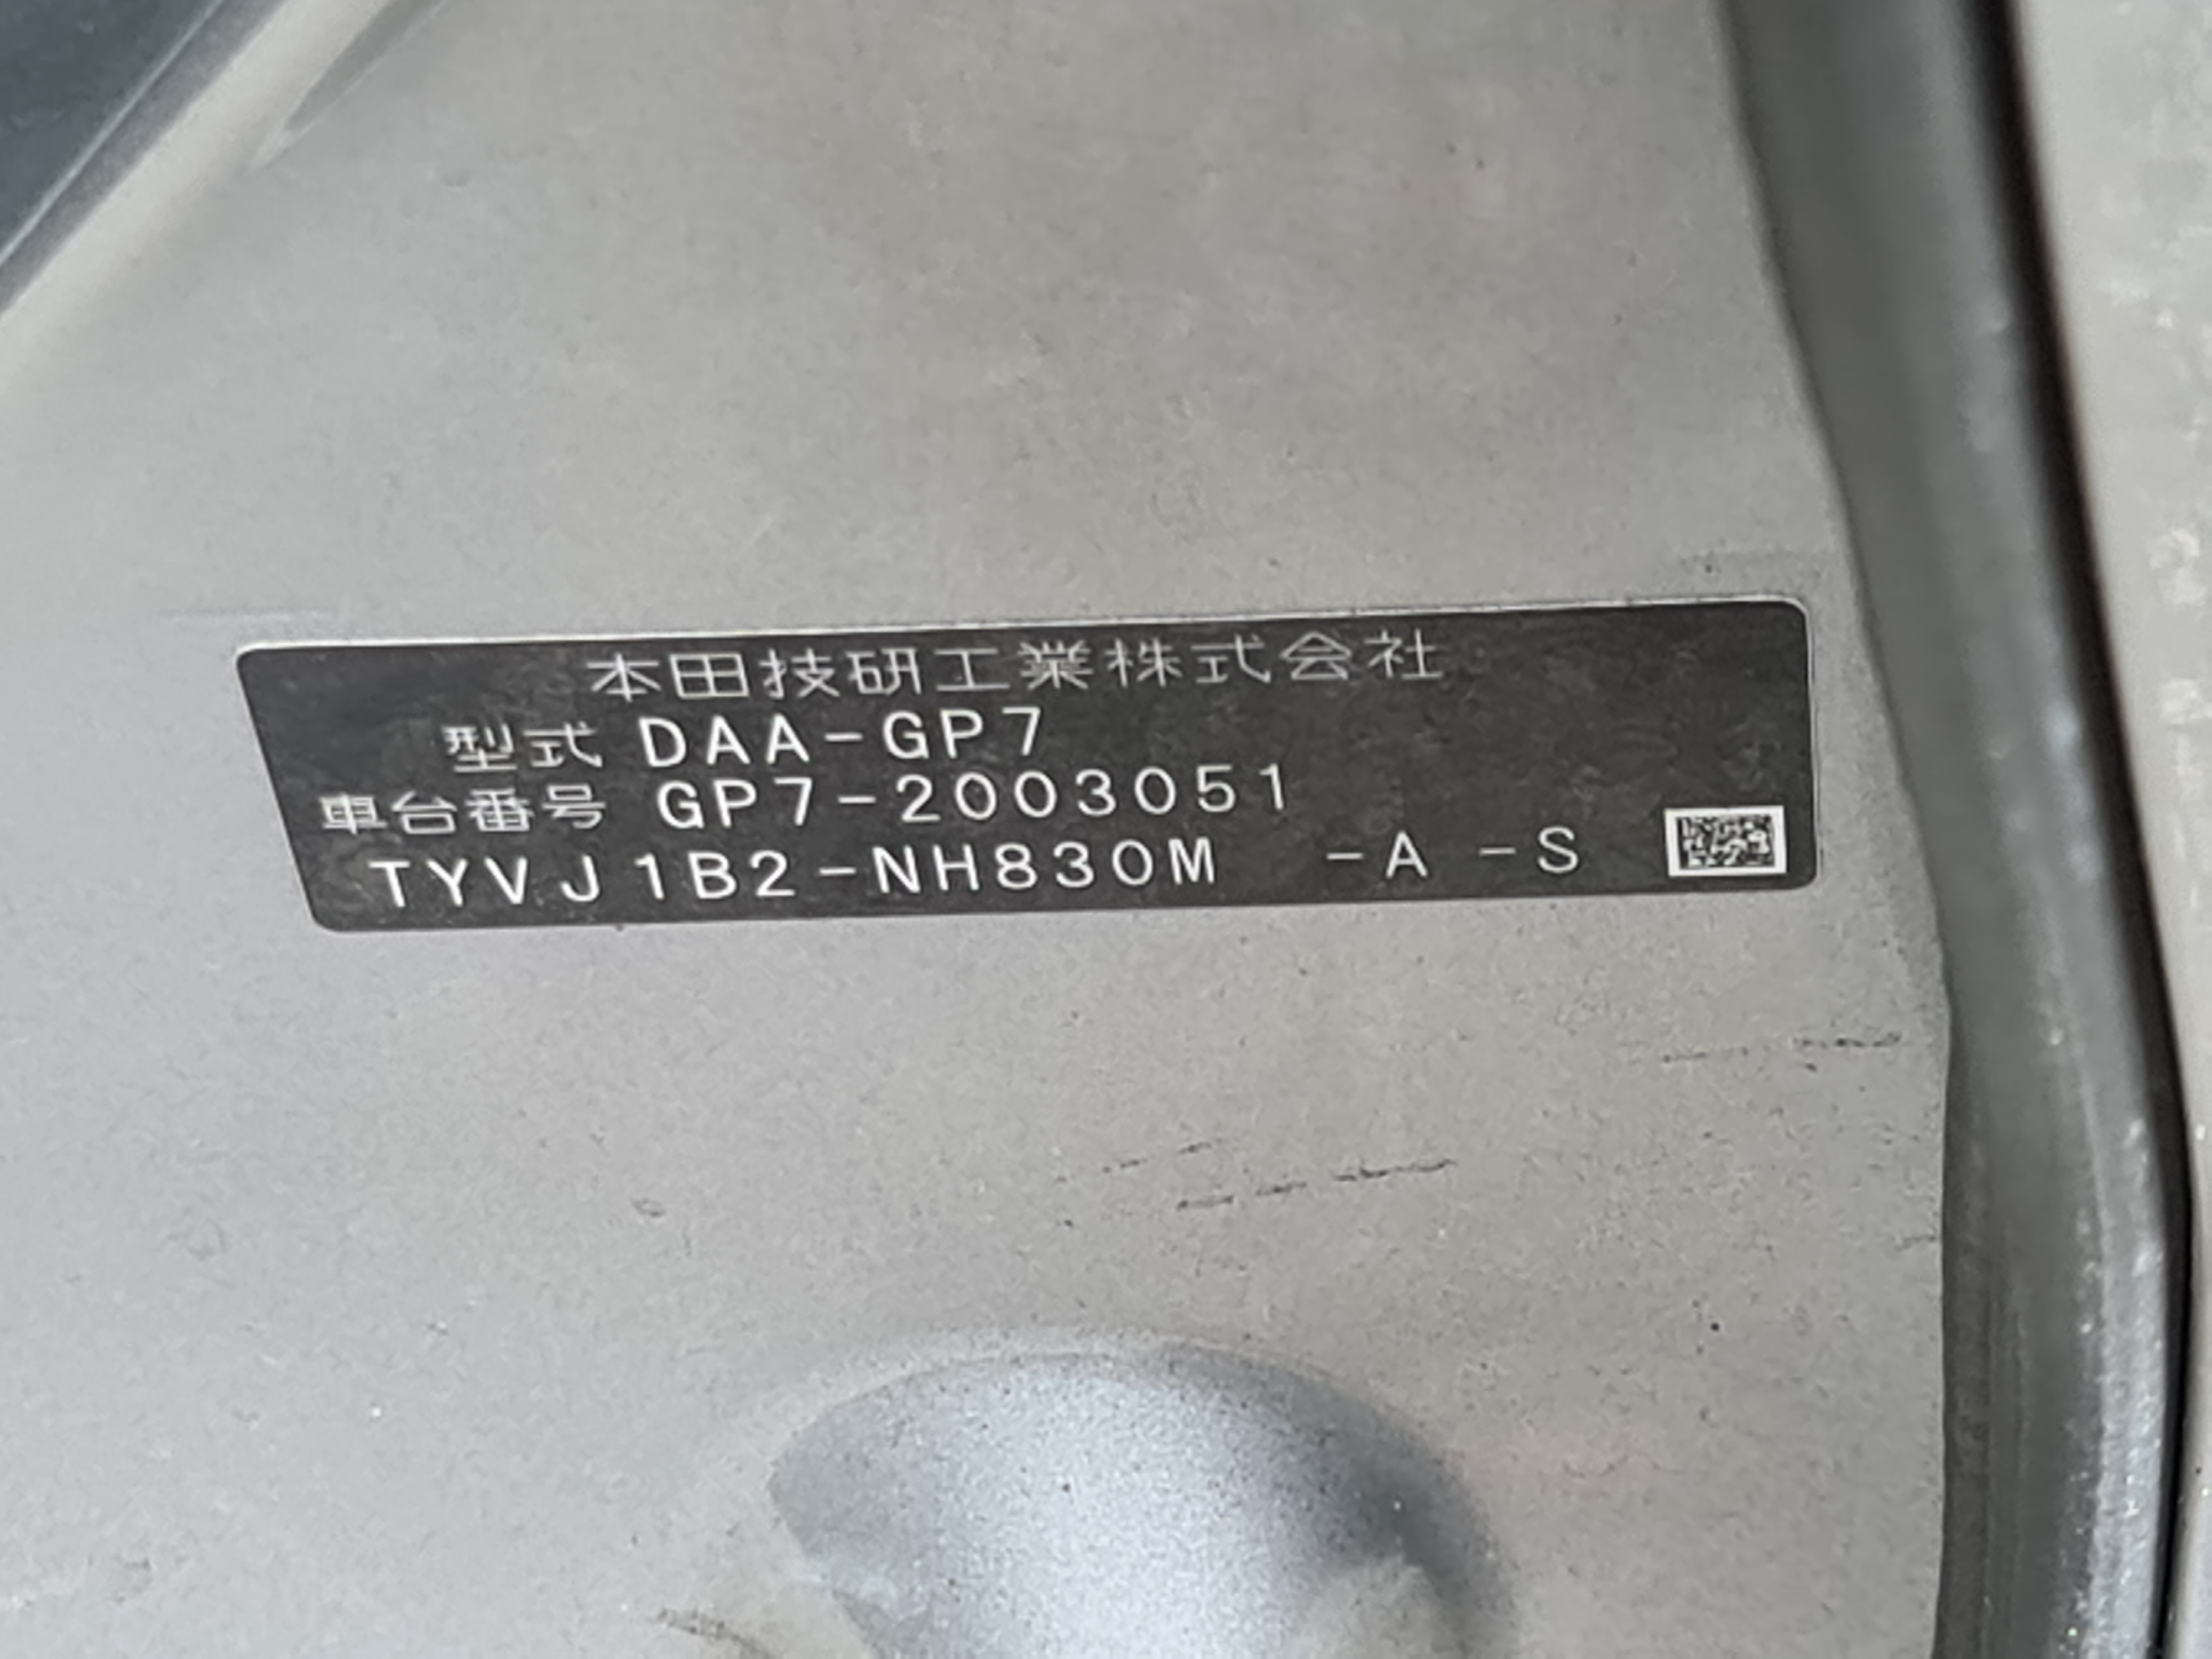 本田技研工業株式会社
型式 DAA-GP7
車台番号 GP7-2003051
TYVJ1B2-NH830M -A -S